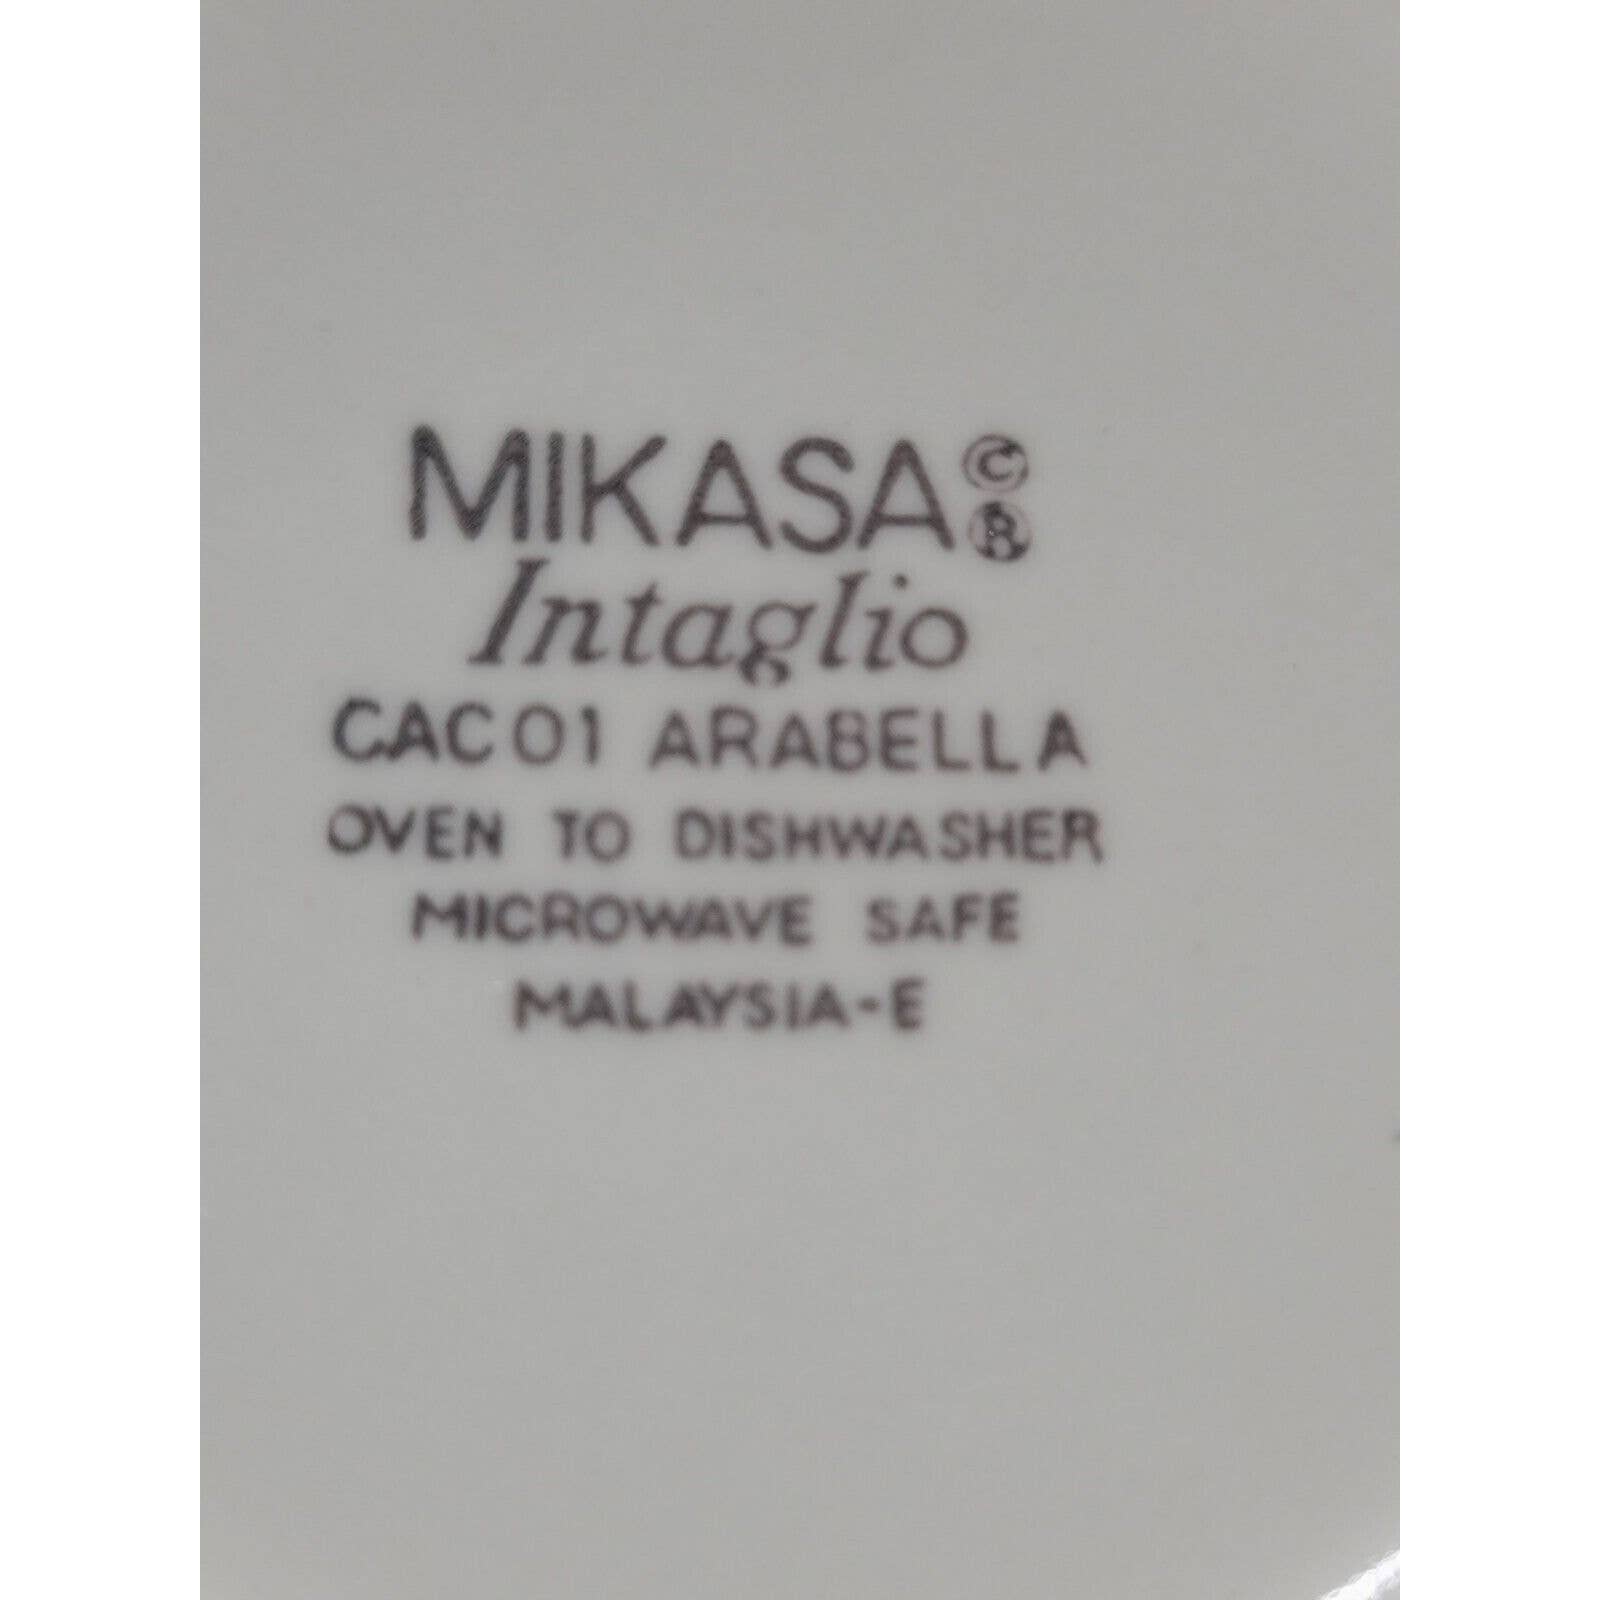 MIKASA © ®
Intaglio
CAC01 ARABELLA
OVEN TO DISHWASHER
MICROWAVE SAFE
MALAYSIA-E